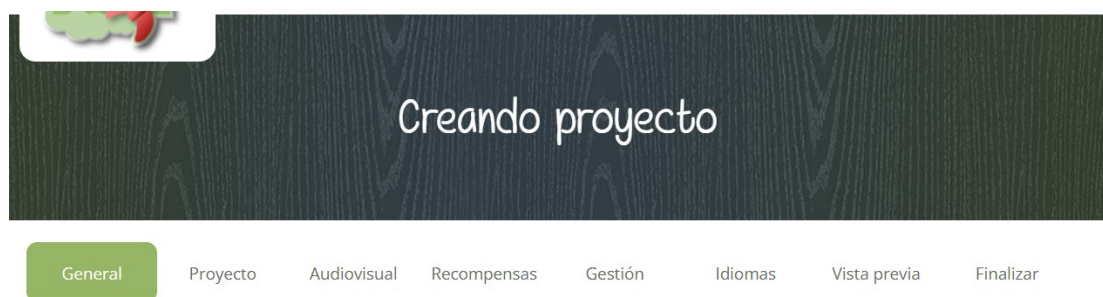 Creando proyecto
General Proyecto Audiovisual Recompensas Gestión Idiomas Vista previa Finalizar